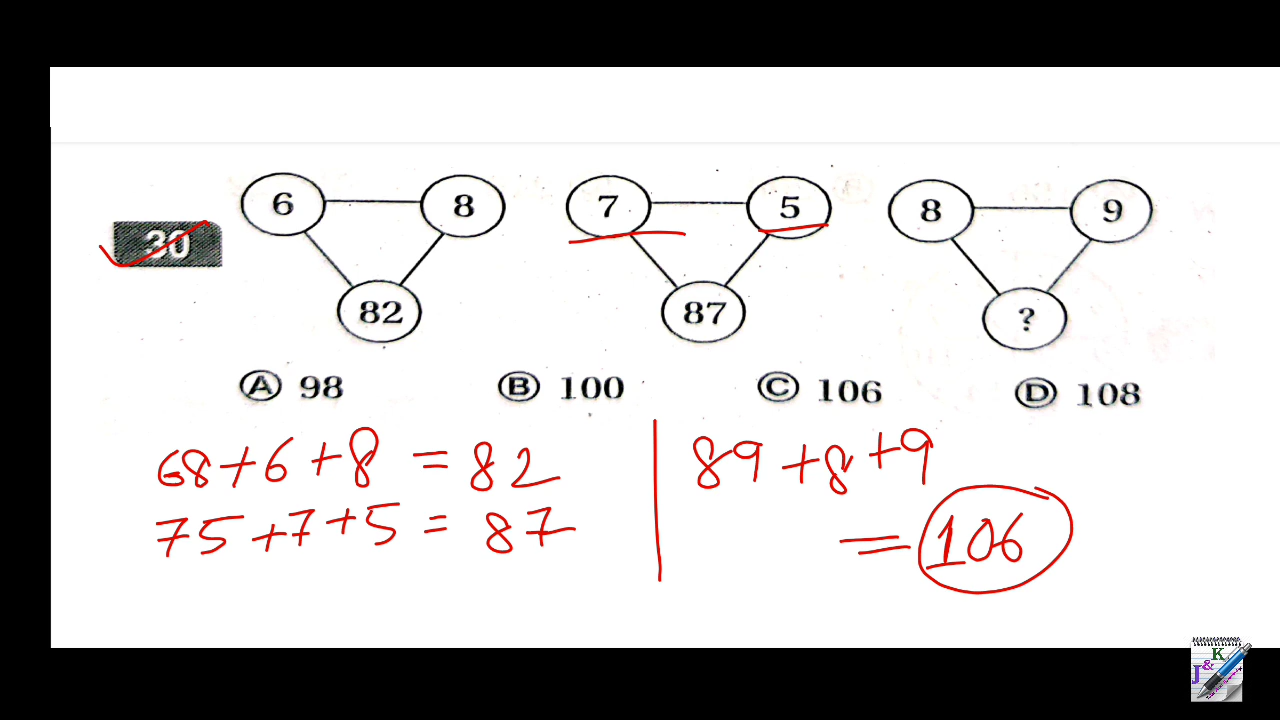 6 8 7 5 8 9
30
82 87 ?
A 98 B 100 C 106 D 108
68+6+8 = 82
75+7+5 = 87
89+8+9
= 106
J&K